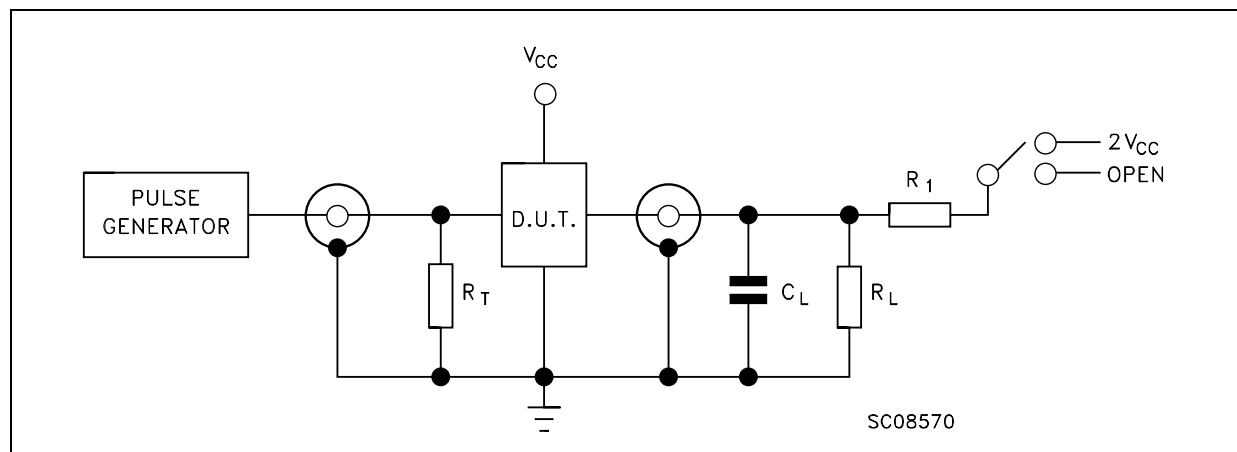 VCC
PULSE
GENERATOR
D.U.T.
RT
CL
RL
R1
2VCC
OPEN
SC08570